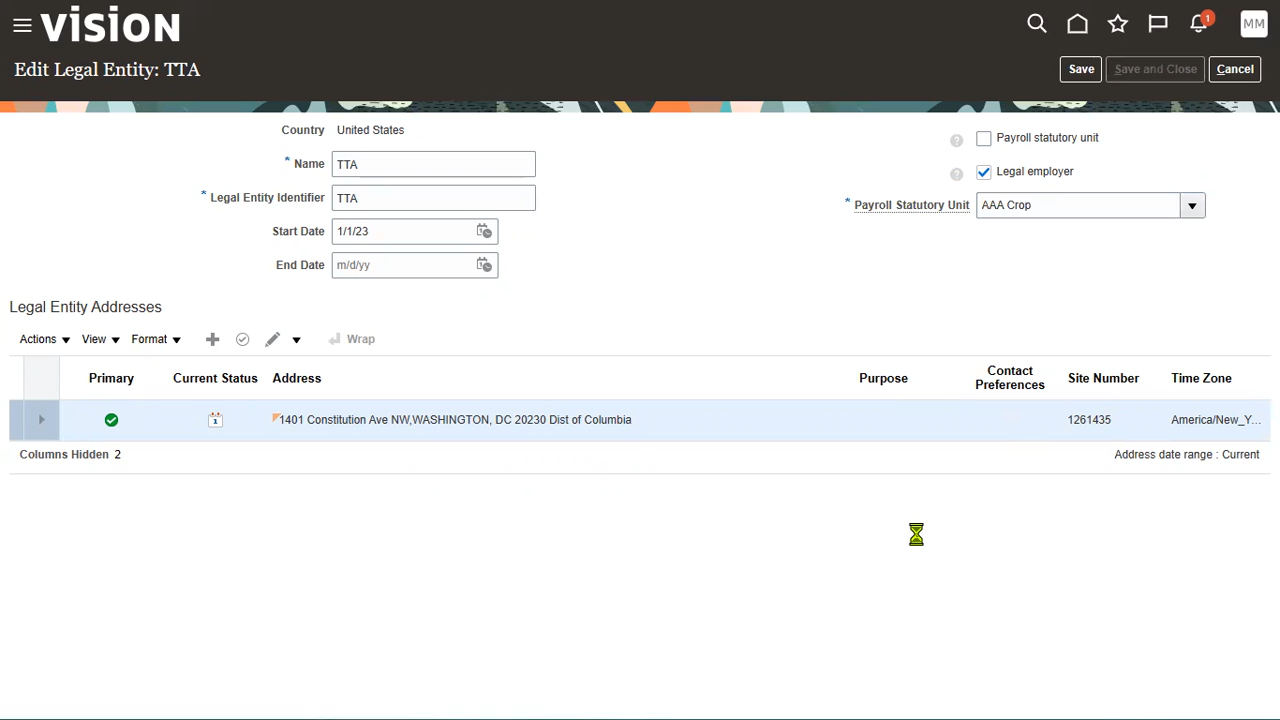 VISION
1
MM
Edit Legal Entity: TTA
Save
Save and Close
Cancel
Country United States
Payroll statutory unit
* Name TTA
Legal employer
* Legal Entity Identifier TTA
* Payroll Statutory Unit AAA Crop
Start Date 1/1/23
End Date m/d/yy
Legal Entity Addresses
Actions View Format Wrap
Primary Current Status Address Purpose Contact Preferences Site Number Time Zone
1 1401 Constitution Ave NW,WASHINGTON, DC 20230 Dist of Columbia 1261435 America/New_Y...
Columns Hidden 2 Address date range : Current